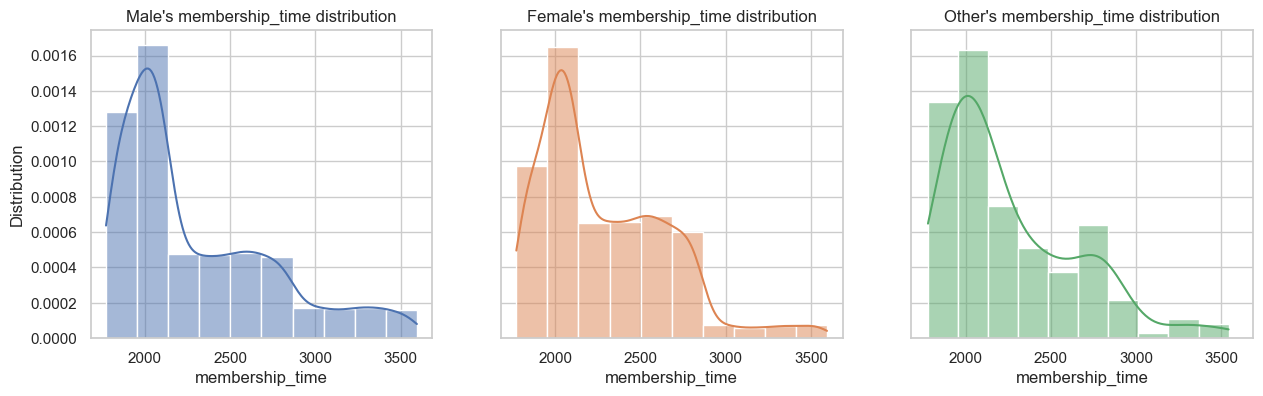 Male's membership_time distribution
Female's membership_time distribution
Other's membership_time distribution
Distribution
0.0016
0.0014
0.0012
0.0010
0.0008
0.0006
0.0004
0.0002
0.0000
2000 2500 3000 3500
2000 2500 3000 3500
2000 2500 3000 3500
membership_time
membership_time
membership_time